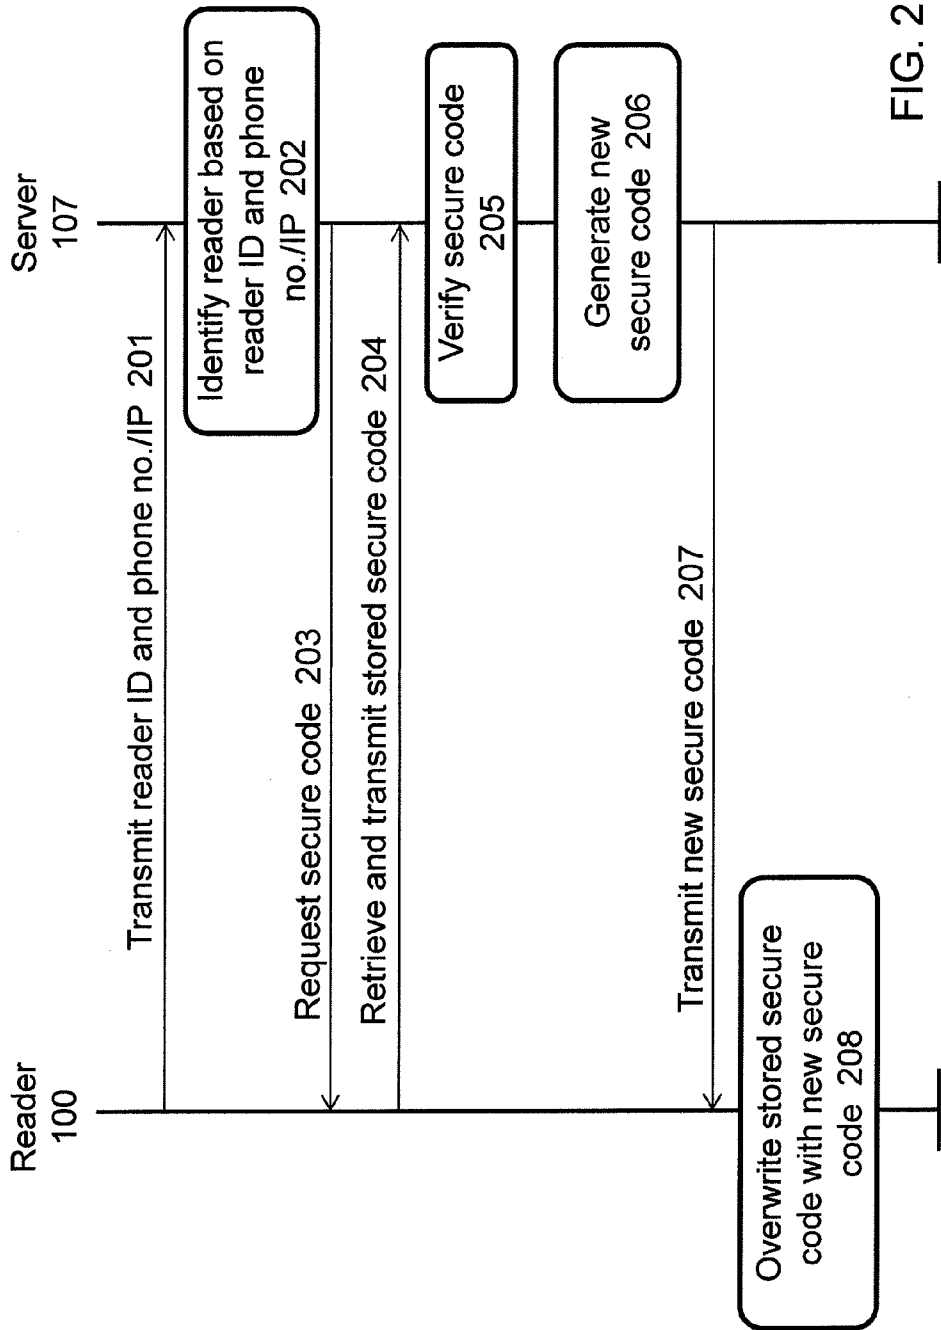 Reader
100
Server
107
Transmit reader ID and phone no./IP 201
Identify reader based on
reader ID and phone
no./IP 202
Request secure code 203
Retrieve and transmit stored secure code 204
Verify secure code
205
Generate new
secure code 206
Transmit new secure code 207
Overwrite stored secure
code with new secure
code 208
FIG. 2